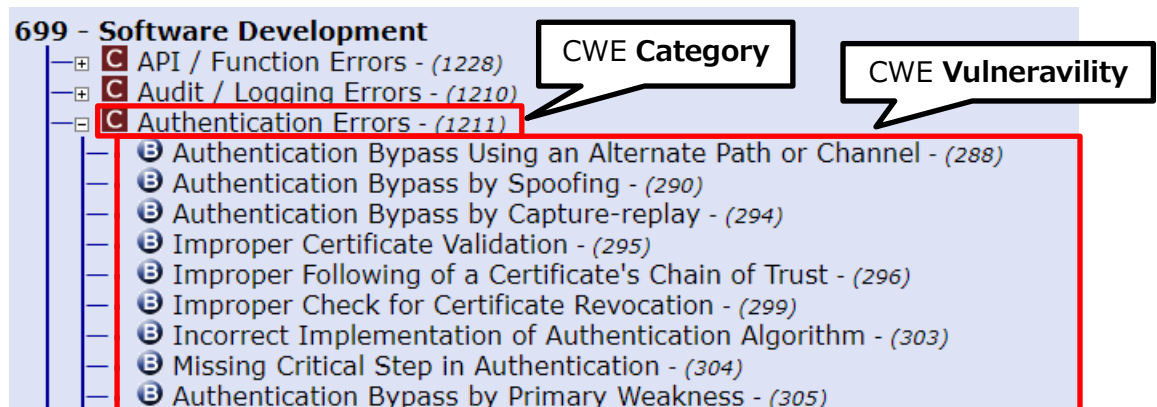 699 - Software Development
C API / Function Errors - (1228)
CWE Category
C Audit / Logging Errors - (1210)
CWE Vulneravility
C Authentication Errors - (1211)
B Authentication Bypass Using an Alternate Path or Channel - (288)
B Authentication Bypass by Spoofing - (290)
B Authentication Bypass by Capture-replay - (294)
B Improper Certificate Validation - (295)
B Improper Following of a Certificate's Chain of Trust - (296)
B Improper Check for Certificate Revocation - (299)
B Incorrect Implementation of Authentication Algorithm - (303)
B Missing Critical Step in Authentication - (304)
B Authentication Bypass by Primary Weakness - (305)